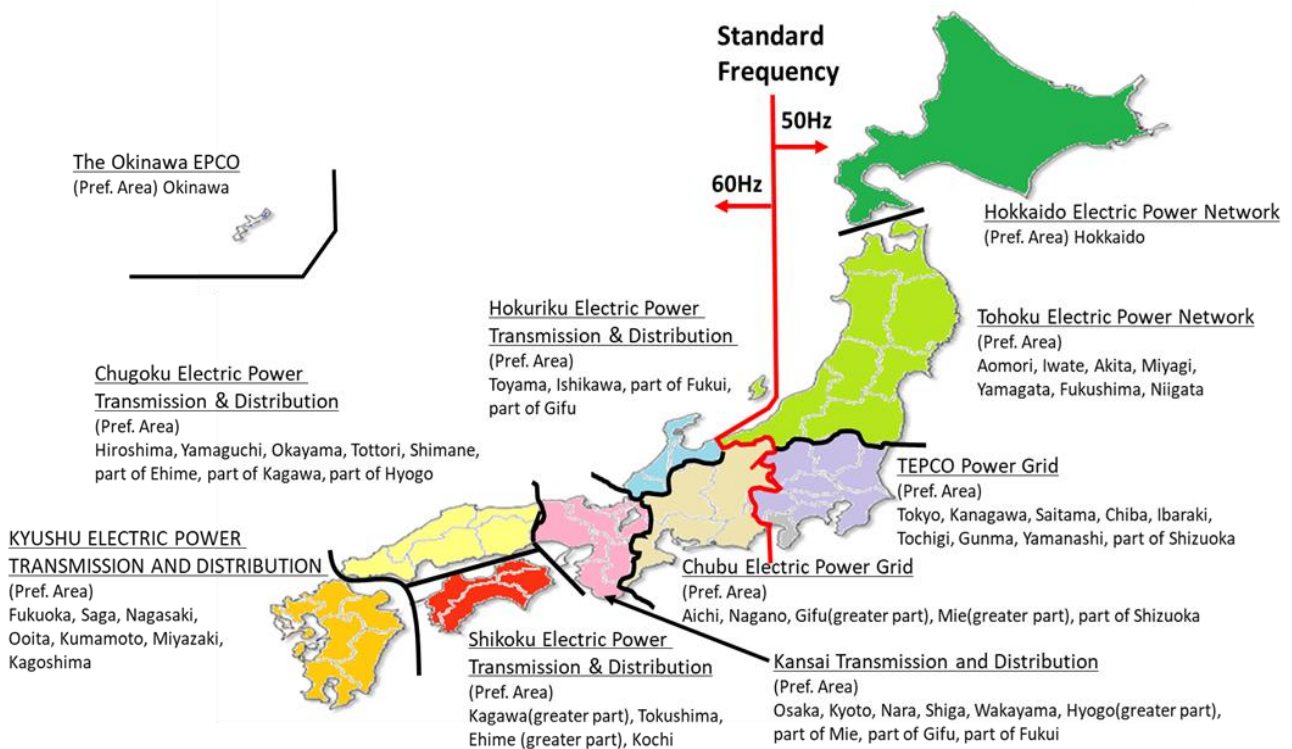 Standard
Frequency
50Hz
60Hz
The Okinawa EPCO
(Pref. Area) Okinawa
Hokkaido Electric Power Network
(Pref. Area) Hokkaido
Hokuriku Electric Power
Transmission & Distribution
(Pref. Area)
Toyama, Ishikawa, part of Fukui,
part of Gifu
Tohoku Electric Power Network
(Pref. Area)
Aomori, Iwate, Akita, Miyagi,
Yamagata, Fukushima, Niigata
Chugoku Electric Power
Transmission & Distribution
(Pref. Area)
Hiroshima, Yamaguchi, Okayama, Tottori, Shimane,
part of Ehime, part of Kagawa, part of Hyogo
TEPCO Power Grid
(Pref. Area)
Tokyo, Kanagawa, Saitama, Chiba, Ibaraki,
Tochigi, Gunma, Yamanashi, part of Shizuoka
KYUSHU ELECTRIC POWER
TRANSMISSION AND DISTRIBUTION
(Pref. Area)
Fukuoka, Saga, Nagasaki,
Ooita, Kumamoto, Miyazaki,
Kagoshima
Chubu Electric Power Grid
(Pref. Area)
Aichi, Nagano, Gifu(greater part), Mie(greater part), part of Shizuoka
Shikoku Electric Power
Transmission & Distribution
(Pref. Area)
Kagawa(greater part), Tokushima,
Ehime (greater part), Kochi
Kansai Transmission and Distribution
(Pref. Area)
Osaka, Kyoto, Nara, Shiga, Wakayama, Hyogo(greater part),
part of Mie, part of Gifu, part of Fukui